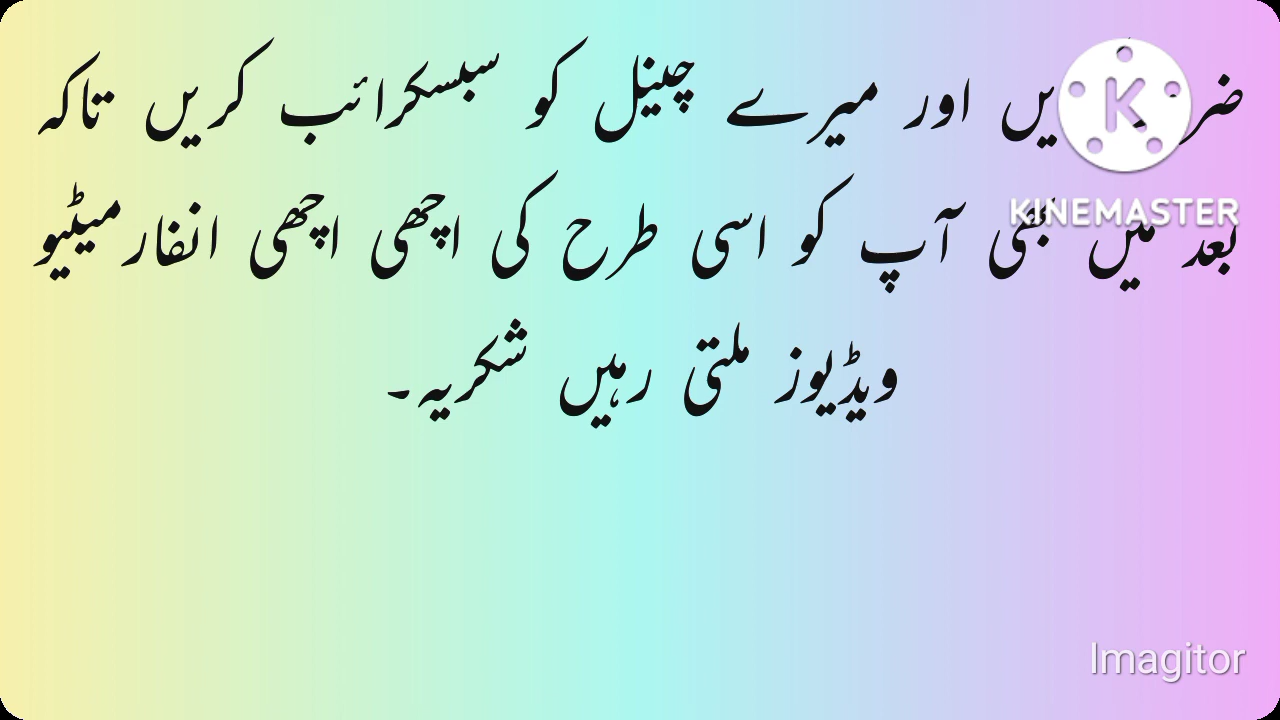 اور میرے چینل کو سبسکرائب کریں تاکہ
بعد میں بھی آپ کو اسی طرح کی اچھی اچھی انفارمیٹیو
ویڈیوز ملتی رہیں شکریہ۔
KINEMASTER
Imagitor